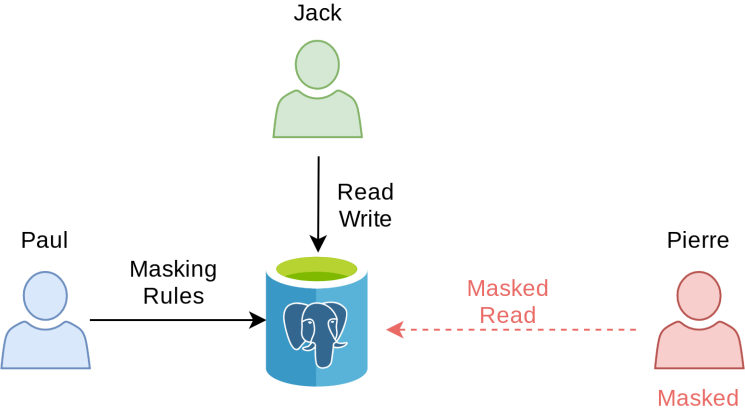 Jack
Read
Write
Paul
Pierre
Masking
Rules
Masked
Read
Masked